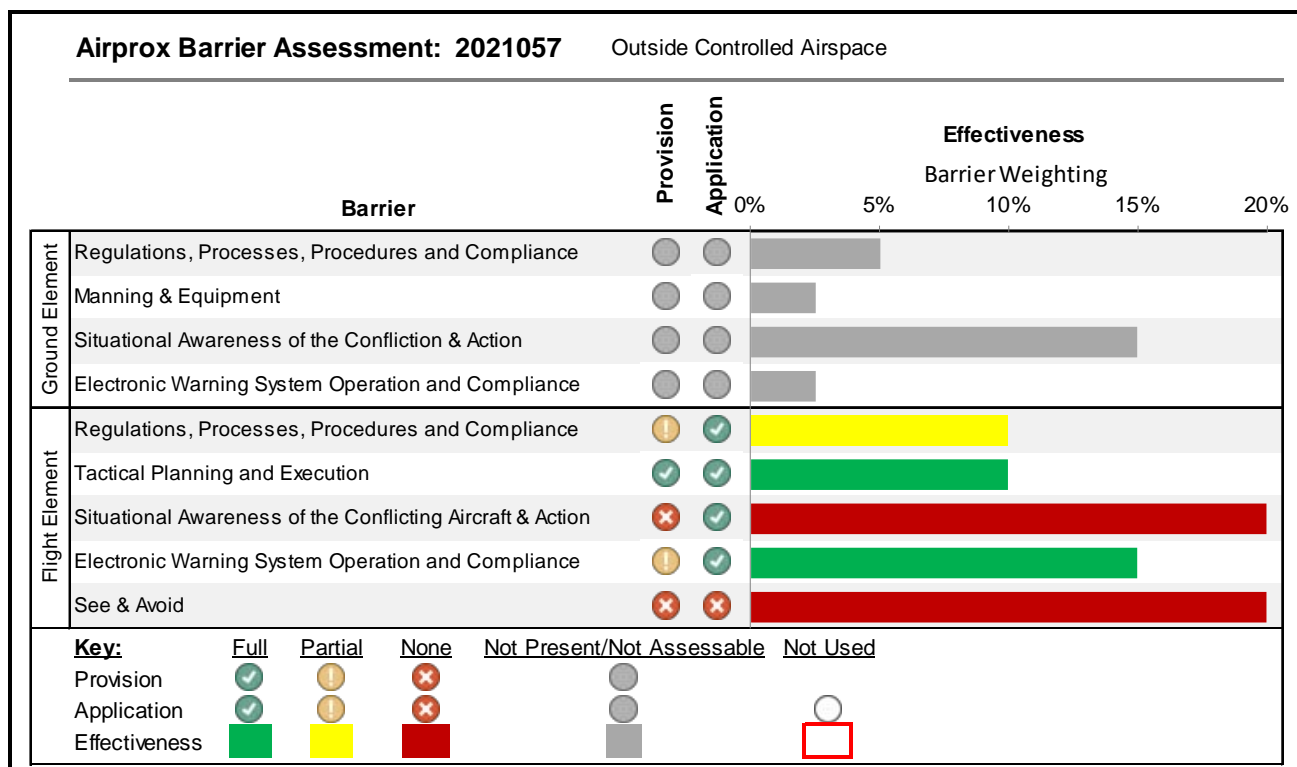 Airprox Barrier Assessment: 2021057 Outside Controlled Airspace
Barrier
Provision
Application
Effectiveness
Barrier Weighting
0% 5% 10% 15% 20%
Ground Element
Regulations, Processes, Procedures and Compliance
Manning & Equipment
Situational Awareness of the Confliction & Action
Electronic Warning System Operation and Compliance
Flight Element
Regulations, Processes, Procedures and Compliance
Tactical Planning and Execution
Situational Awareness of the Conflicting Aircraft & Action
Electronic Warning System Operation and Compliance
See & Avoid
Key: Full Partial None Not Present/Not Assessable Not Used
Provision
Application
Effectiveness